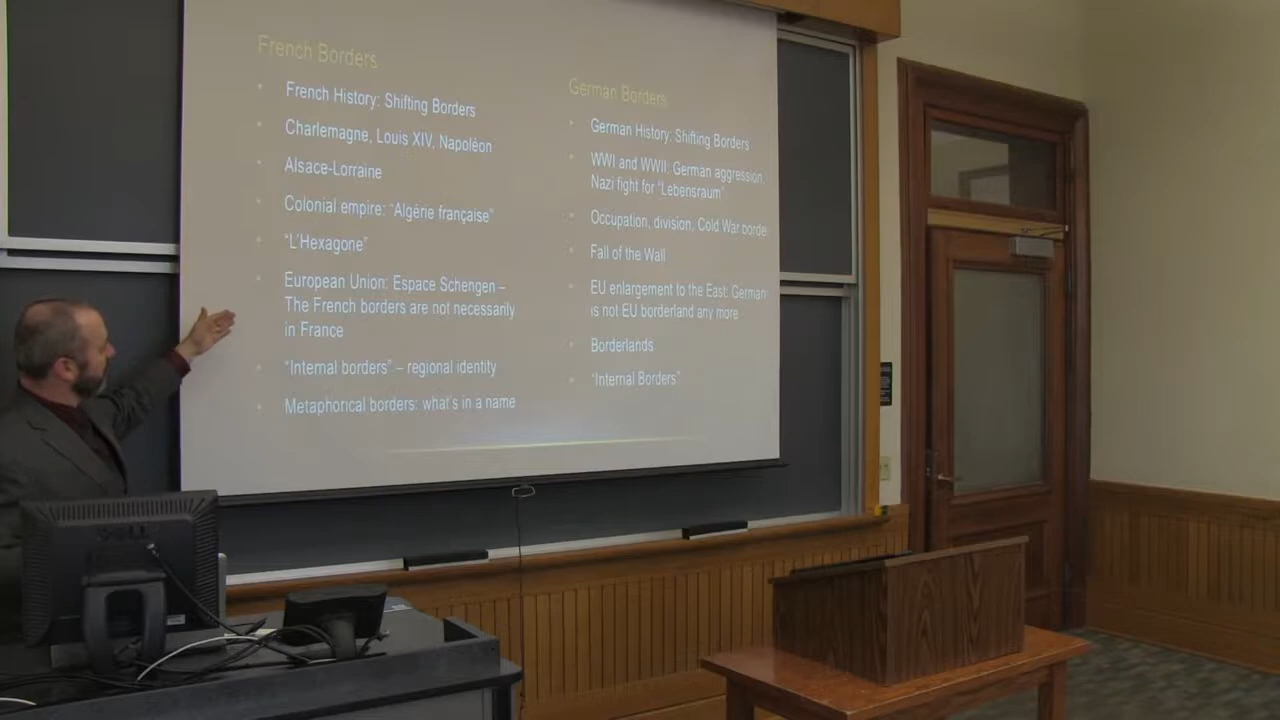 French Borders
French History: Shifting Borders
Charlemagne, Louis XIV, Napoléon
Alsace-Lorraine
Colonial empire: “Algérie française”
“L’Hexagone”
European Union: Espace Schengen –
The French borders are not necessarily
in France
“Internal borders” – regional identity
Metaphorical borders: what’s in a name
German Borders
German History: Shifting Borders
WWI and WWII: German aggression,
Nazi fight for “Lebensraum”
Occupation, division, Cold War borde
Fall of the Wall
EU enlargement to the East: German
is not EU borderland any more
Borderlands
“Internal Borders”
DELL